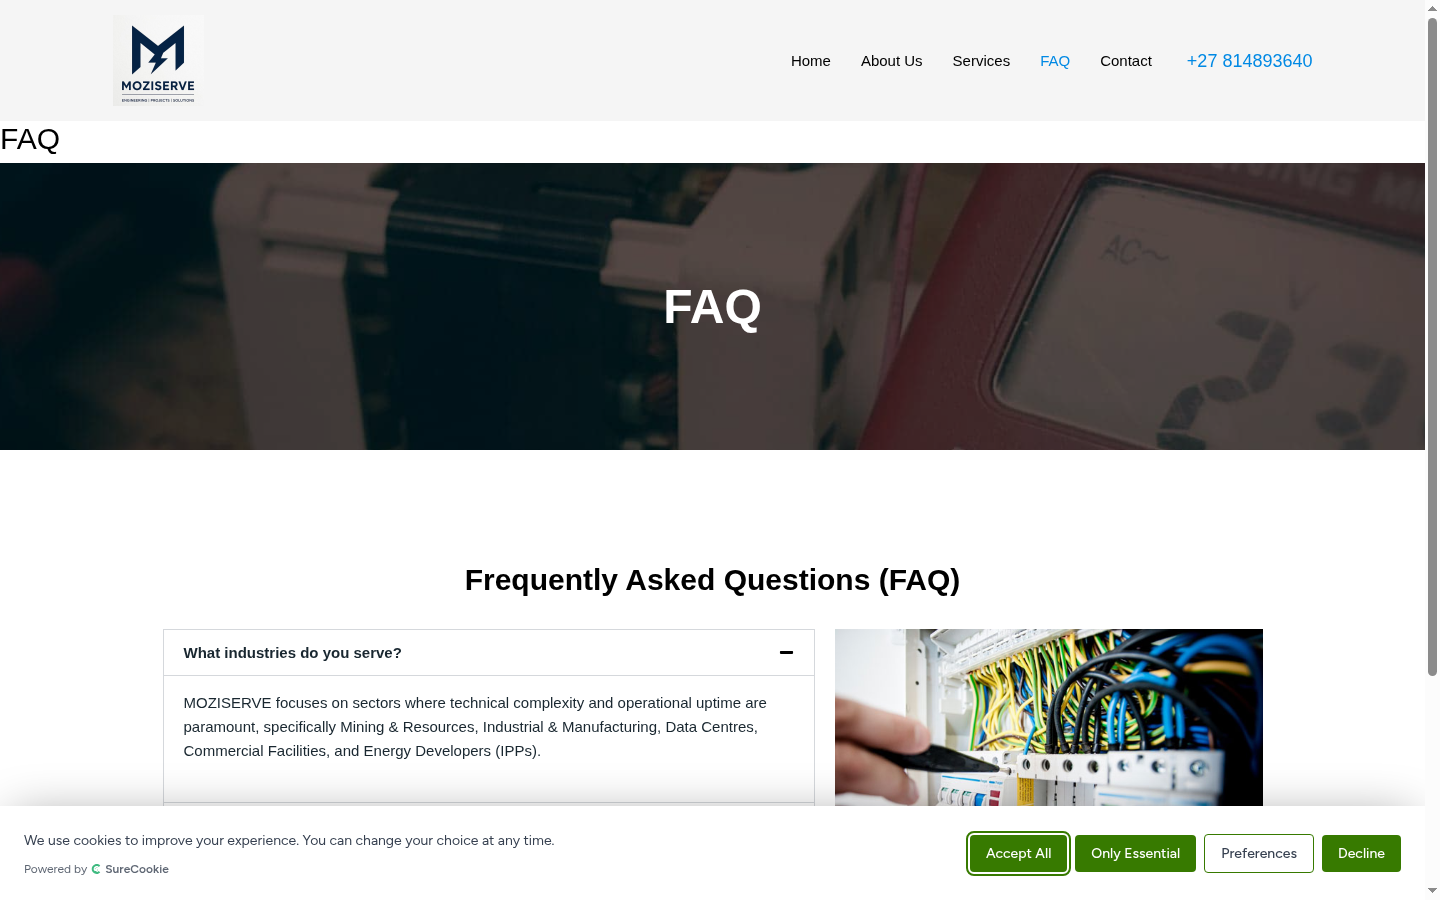 MOZISERVE
ENGINEERING | PROJECTS | SOLUTIONS
Home
About Us
Services
FAQ
Contact
+27 814893640
FAQ
AC~
FAQ
Frequently Asked Questions (FAQ)
What industries do you serve?
MOZISERVE focuses on sectors where technical complexity and operational uptime are
paramount, specifically Mining & Resources, Industrial & Manufacturing, Data Centres,
Commercial Facilities, and Energy Developers (IPPs).
We use cookies to improve your experience. You can change your choice at any time.
Powered by SureCookie
Accept All
Only Essential
Preferences
Decline